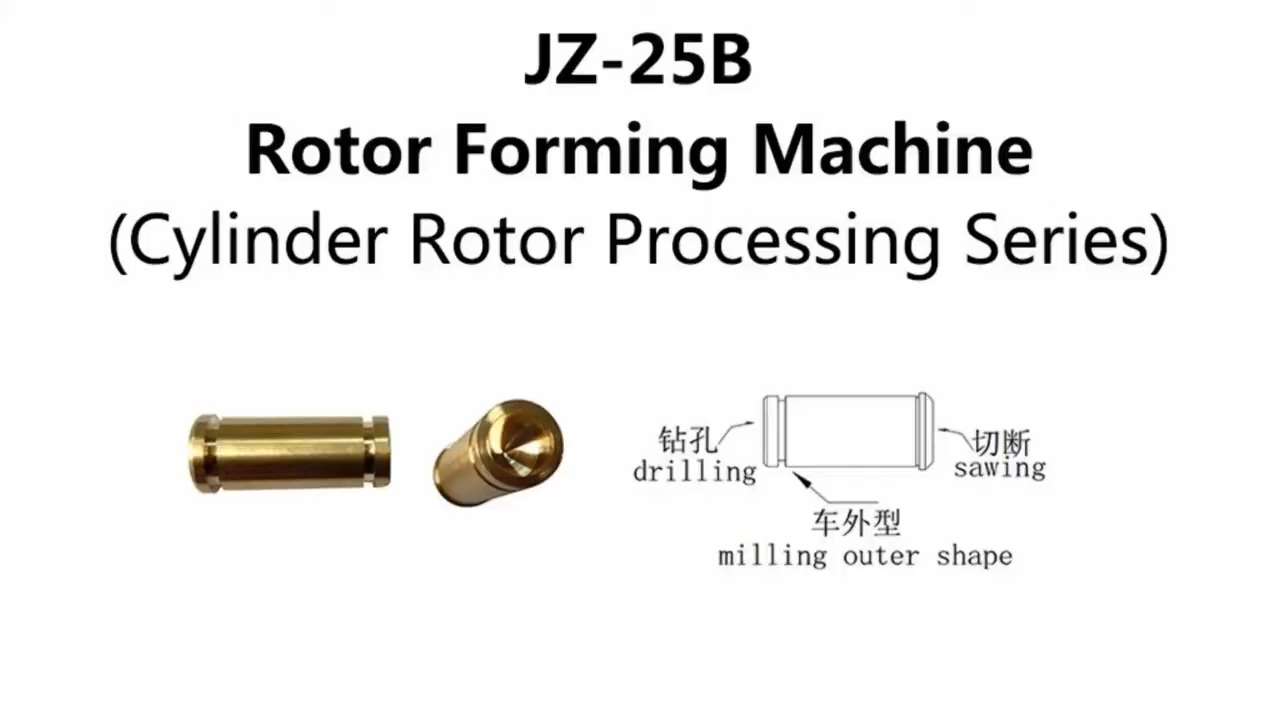 JZ-25B
Rotor Forming Machine
(Cylinder Rotor Processing Series)
钻孔
drilling
切断
sawing
车外型
milling outer shape